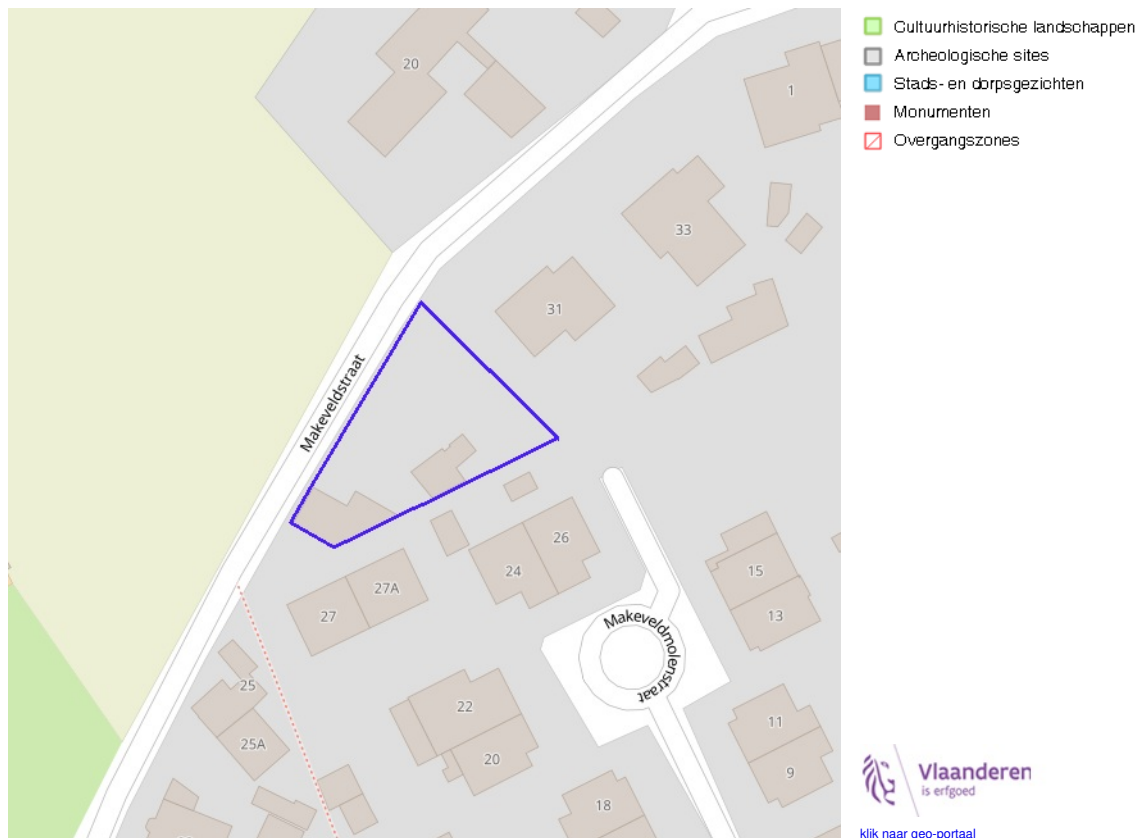 20
1
33
31
Makeveldstraat
26
24
27A
27
15
13
Makeveldmolenstraat
25
25A
22
20
11
9
18
Cultuurhistorische landschappen
Archeologische sites
Stads- en dorpsgezichten
Monumenten
Overgangszones
Vlaanderen
is erfgoed
klik naar geo-portaal